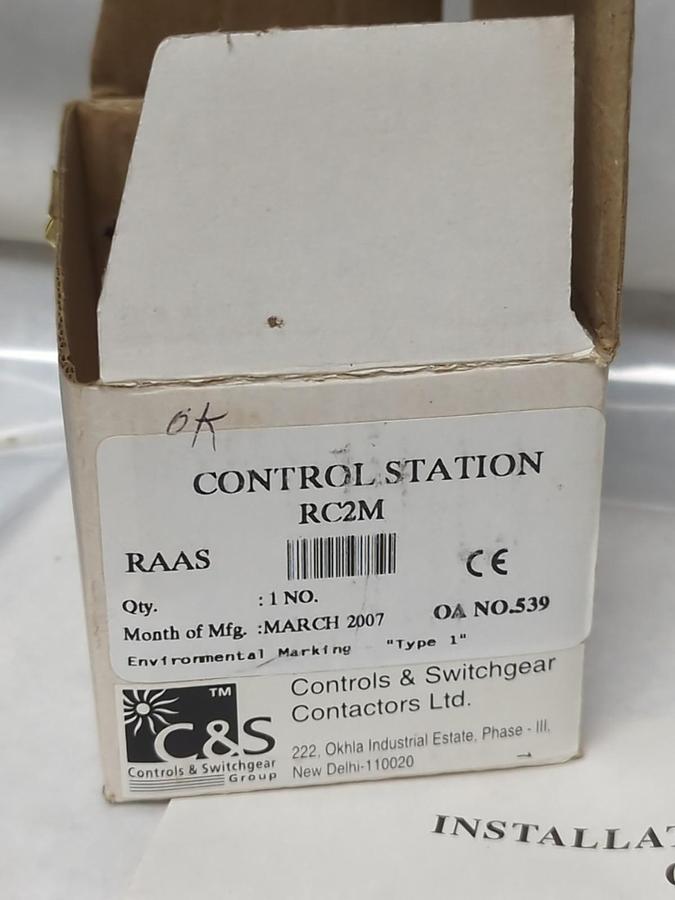 OK
CONTROL STATION
RC2M
RAAS CE
Qty. : 1 NO.
Month of Mfg. :MARCH 2007 OA NO.539
Environmental Marking "Type 1"
TM
C&S
Controls & Switchgear
Group
Controls & Switchgear
Contactors Ltd.
222, Okhla Industrial Estate, Phase - III,
New Delhi-110020
INSTALLA